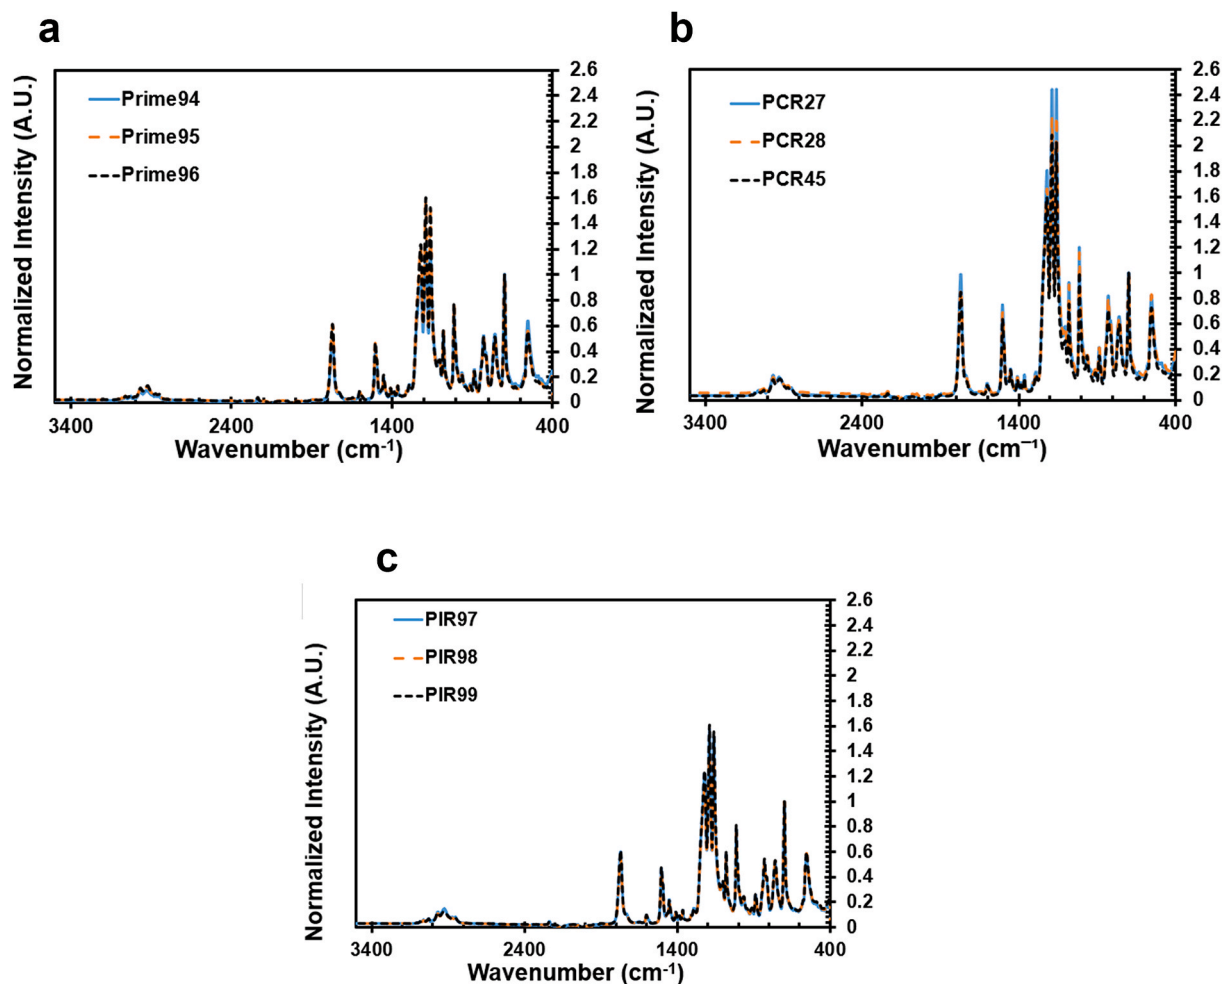 a
Prime94
Prime95
Prime96
Normalized Intensity (A.U.)
2.6
2.4
2.2
2
1.8
1.6
1.4
1.2
1
0.8
0.6
0.4
0.2
0
3400 2400 1400 400
Wavenumber (cm-1)
b
PCR27
PCR28
PCR45
Normalizaed Intensity (A.U.)
2.6
2.4
2.2
2
1.8
1.6
1.4
1.2
1
0.8
0.6
0.4
0.2
0
3400 2400 1400 400
Wavenumber (cm⁻¹)
c
PIR97
PIR98
PIR99
Normalized Intensity (A.U.)
2.6
2.4
2.2
2
1.8
1.6
1.4
1.2
1
0.8
0.6
0.4
0.2
0
3400 2400 1400 400
Wavenumber (cm-1)